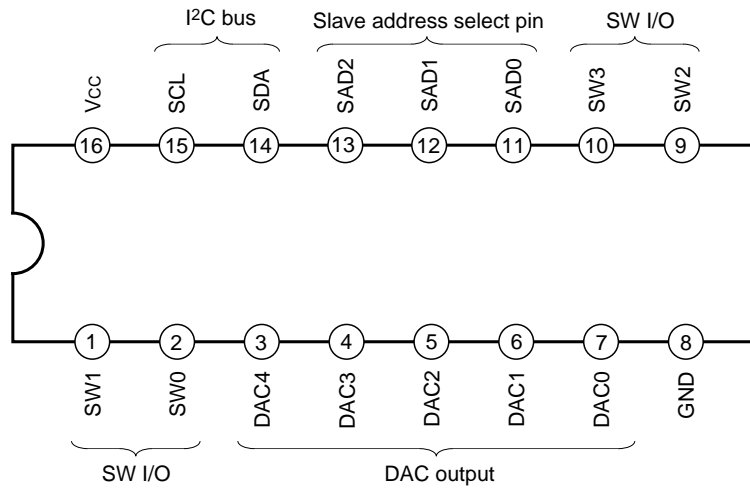 I²C bus Slave address select pin SW I/O
VCC SCL SDA SAD2 SAD1 SAD0 SW3 SW2
16 15 14 13 12 11 10 9
1 2 3 4 5 6 7 8
SW1 SW0 DAC4 DAC3 DAC2 DAC1 DAC0 GND
SW I/O DAC output